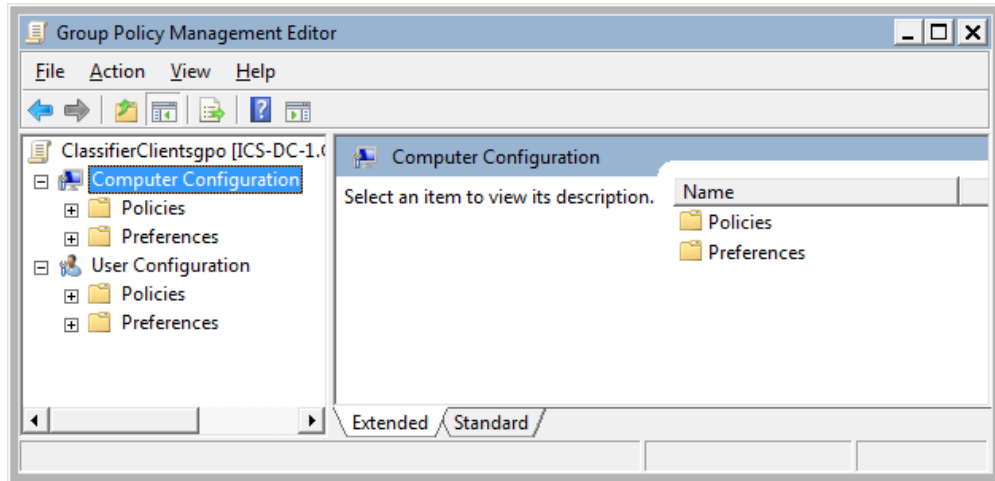 Group Policy Management Editor
File Action View Help
ClassifierClientsgpo [ICS-DC-1.
Computer Configuration
Policies
Preferences
User Configuration
Policies
Preferences
Computer Configuration
Select an item to view its description.
Name
Policies
Preferences
Extended Standard